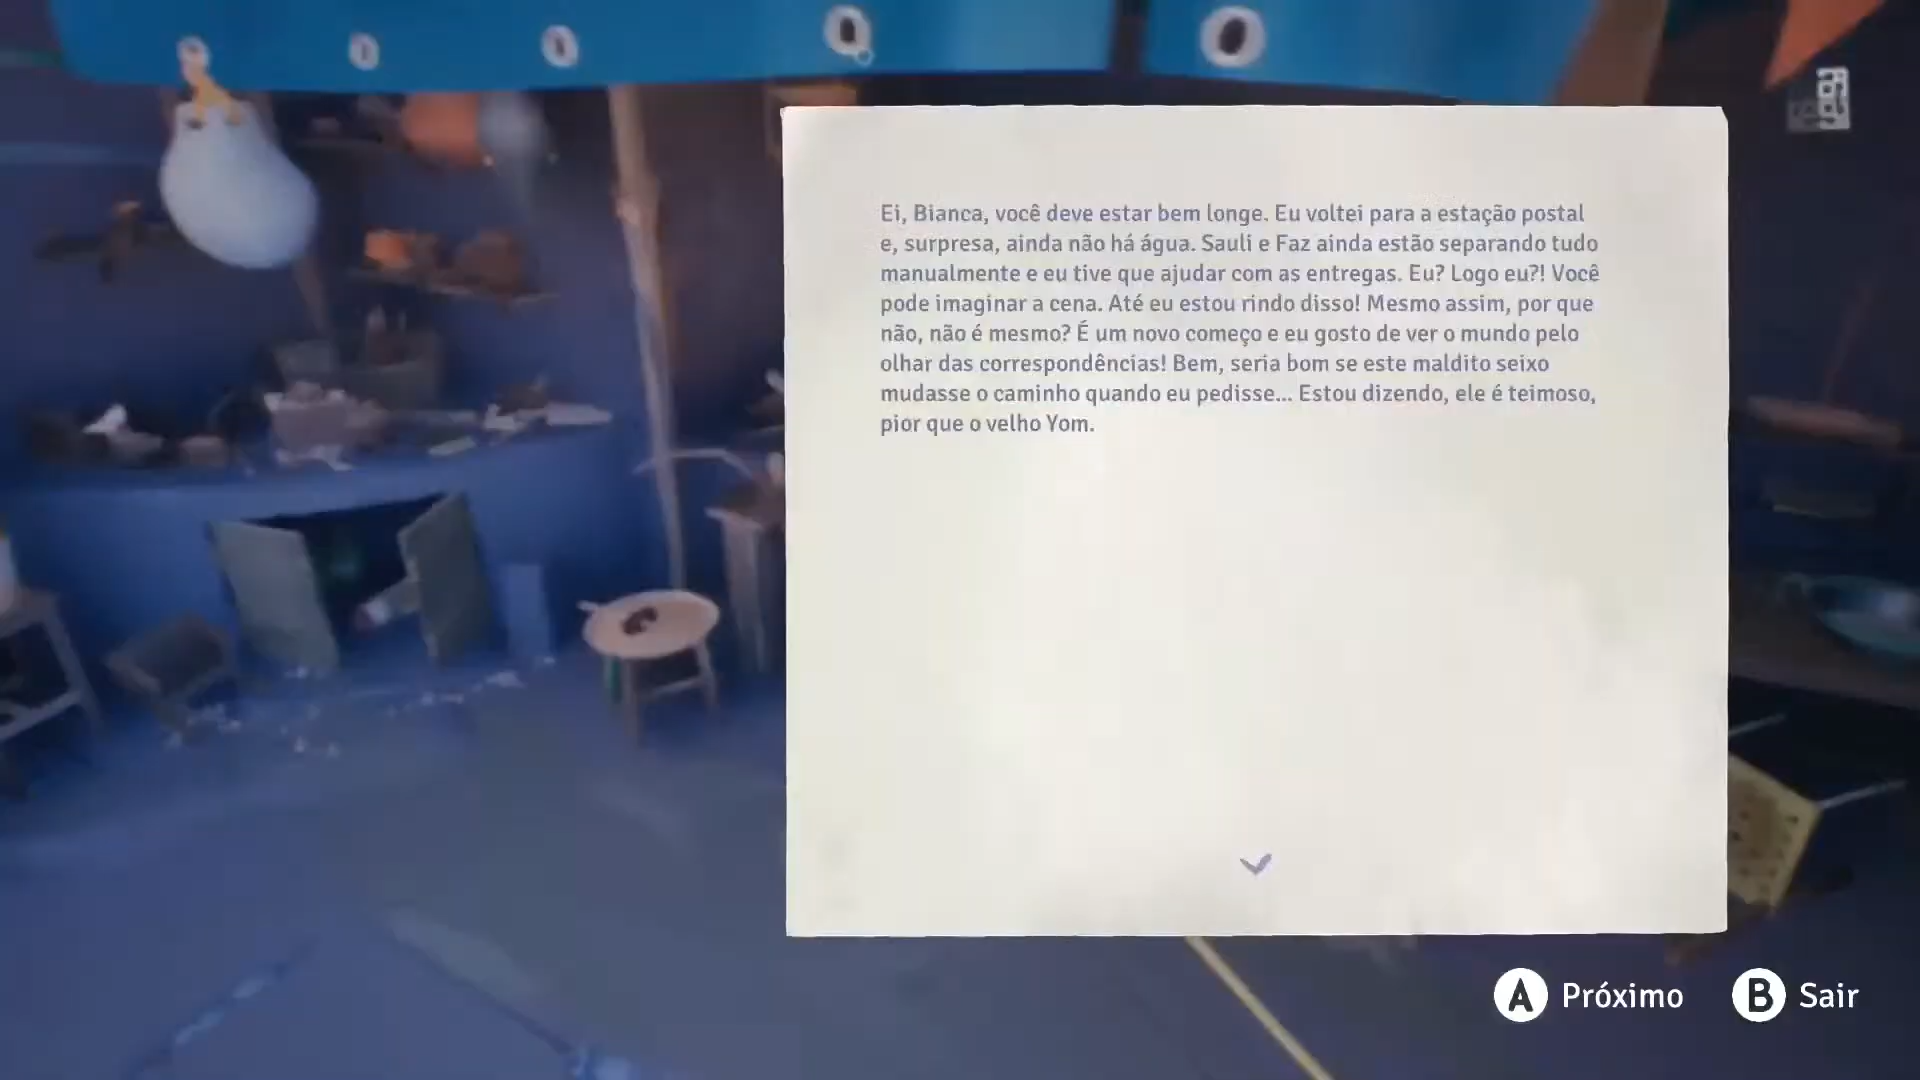 Ei, Bianca, você deve estar bem longe. Eu voltei para a estação postal
e, surpresa, ainda não há água. Sauli e Faz ainda estão separando tudo
manualmente e eu tive que ajudar com as entregas. Eu? Logo eu?! Você
pode imaginar a cena. Até eu estou rindo disso! Mesmo assim, por que
não, não é mesmo? É um novo começo e eu gosto de ver o mundo pelo
olhar das correspondências! Bem, seria bom se este maldito seixo
mudasse o caminho quando eu pedisse... Estou dizendo, ele é teimoso,
pior que o velho Yom.
A Próximo
B Sair